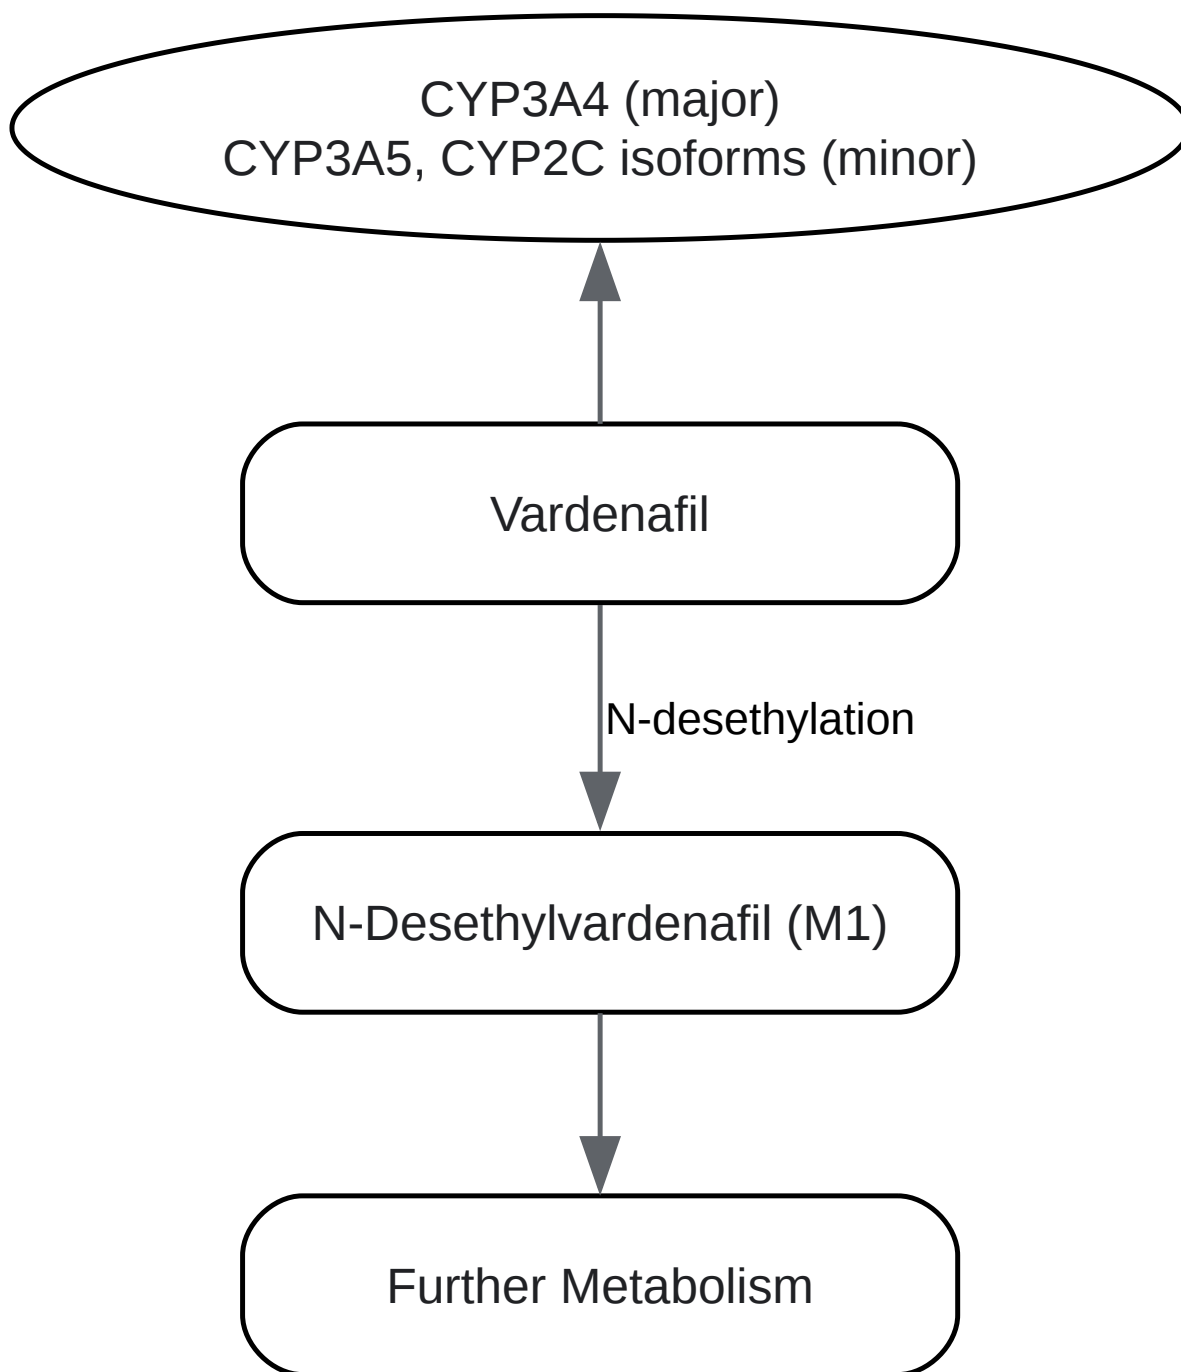 CYP3A4 (major)
CYP3A5, CYP2C isoforms (minor)
Vardenafil
N-desethylation
N-Desethylvardenafil (M1)
Further Metabolism